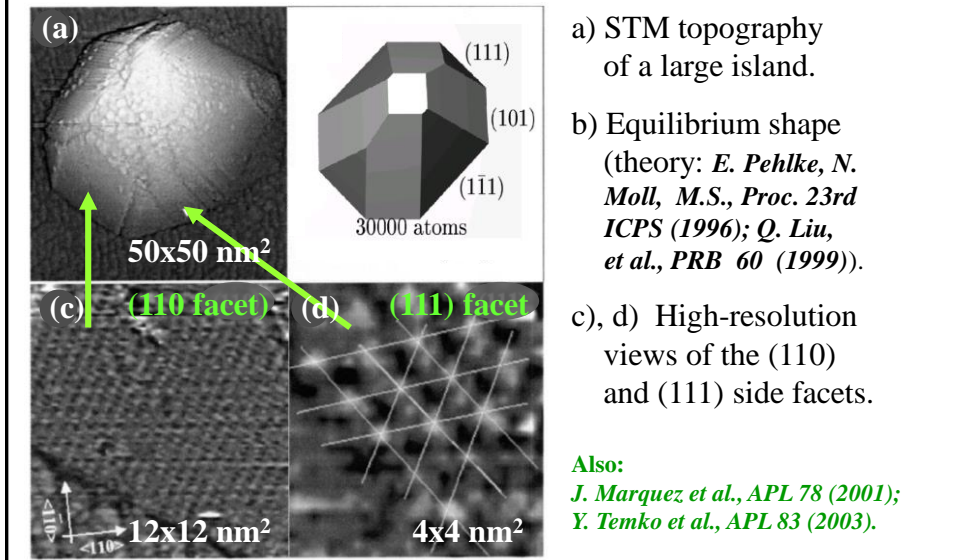 (a)
50x50 nm²
(111)
(101)
(11̄1)
30000 atoms
(c)
(110 facet)
<110>
12x12 nm²
(d)
(111) facet
4x4 nm²
a) STM topography
of a large island.
b) Equilibrium shape
(theory: E. Pehlke, N.
Moll, M.S., Proc. 23rd
ICPS (1996); Q. Liu,
et al., PRB 60 (1999)).
c), d) High-resolution
views of the (110)
and (111) side facets.
Also:
J. Marquez et al., APL 78 (2001);
Y. Temko et al., APL 83 (2003).